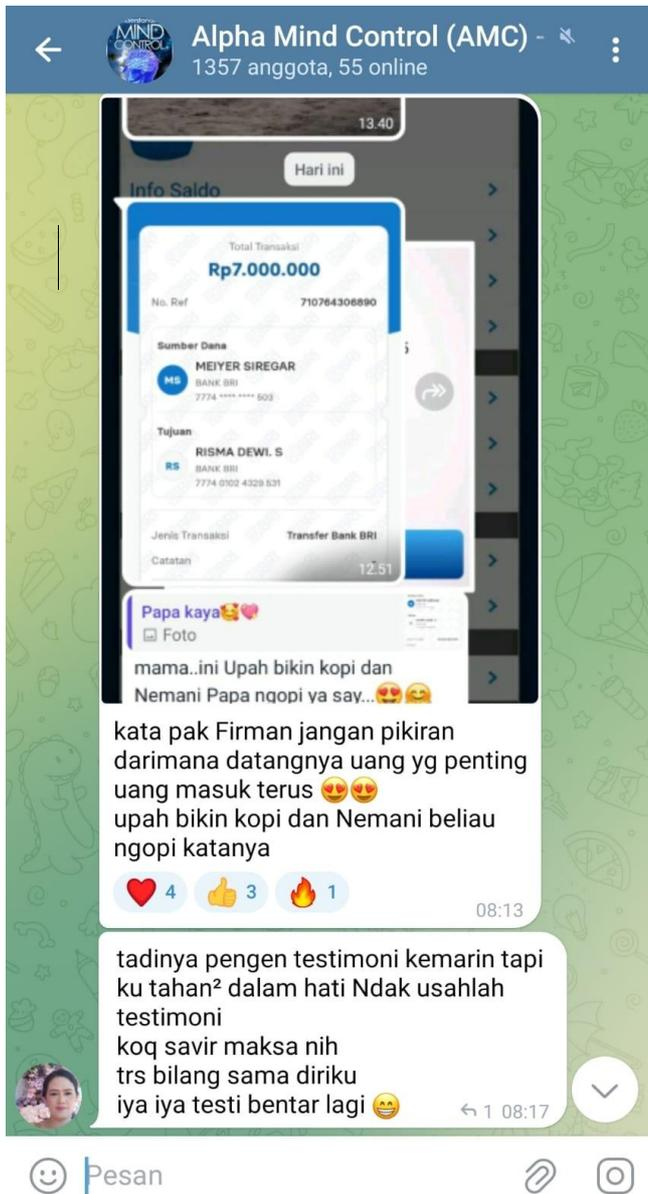 MIND
CONTROL
Alpha Mind Control (AMC) -
1357 anggota, 55 online
13.40
Hari ini
Info Saldo
Total Transaksi
Rp7.000.000
No. Ref 710764306890
Sumber Dana
MS
MEIYER SIREGAR
BANK BRI
7774 **** **** 503
Tujuan
RS
RISMA DEWI. S
BANK BRI
7774 0102 4329 531
Jenis Transaksi Transfer Bank BRI
Catatan -
12.51
Papa kaya🥰💘
Foto
mama..ini Upah bikin kopi dan
Nemani Papa ngopi ya say...😍🤗
kata pak Firman jangan pikiran
darimana datangnya uang yg penting
uang masuk terus 😍😍
upah bikin kopi dan Nemani beliau
ngopi katanya
❤️ 4 👍 3 🔥 1
08:13
tadinya pengen testimoni kemarin tapi
ku tahan² dalam hati Ndak usahlah
testimoni
koq savir maksa nih
trs bilang sama diriku
iya iya testi bentar lagi 😁
1 08:17
Pesan